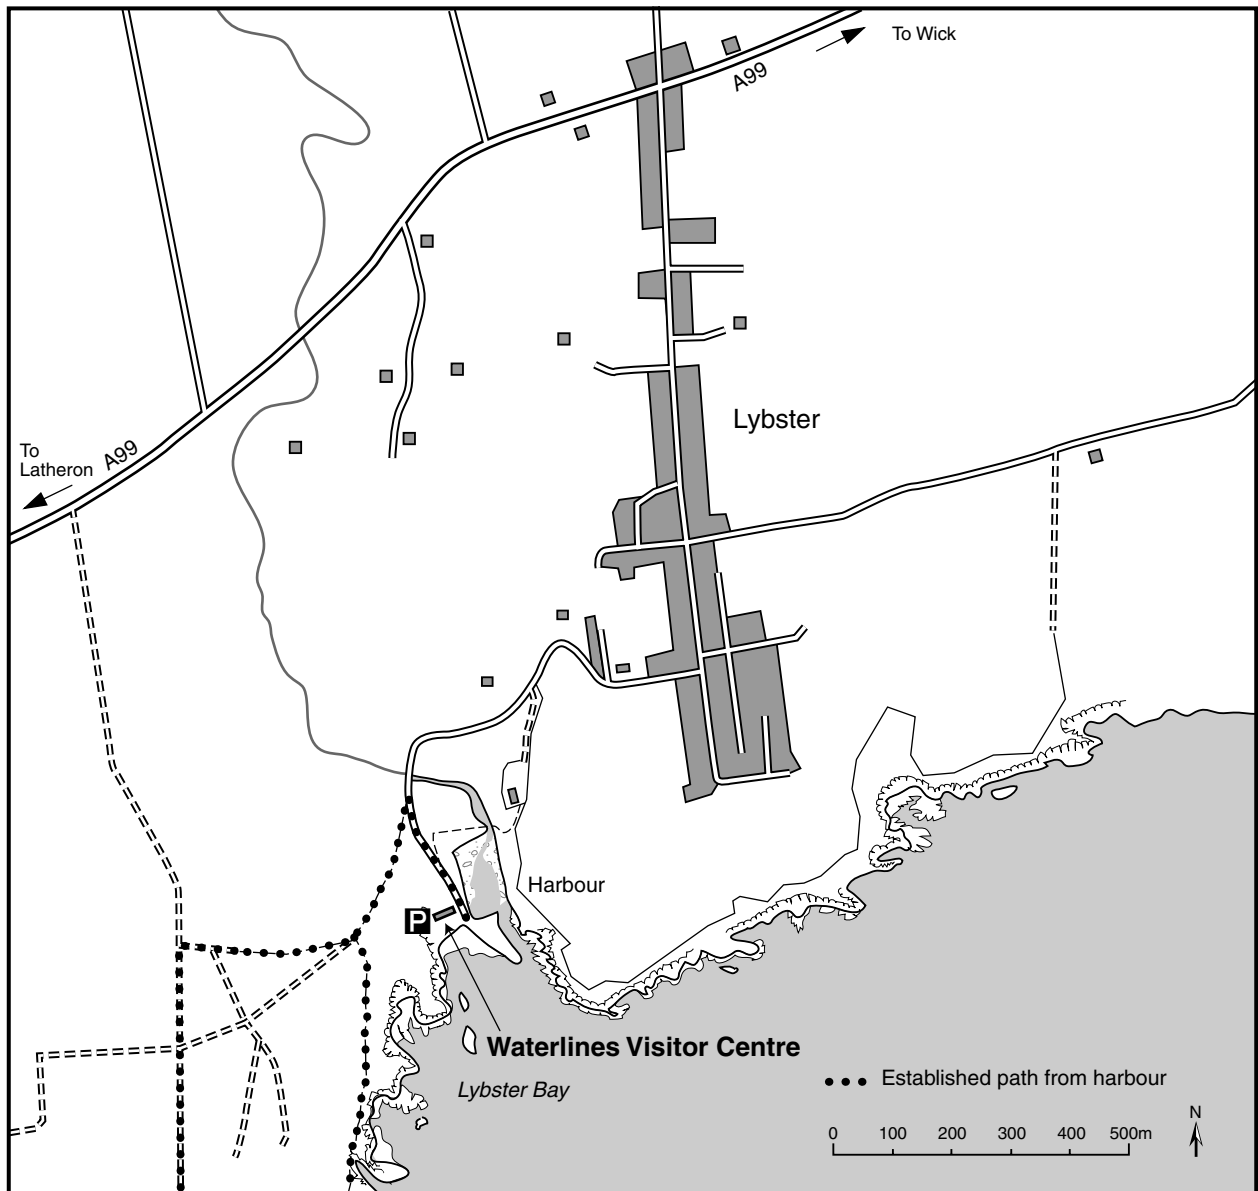 To Wick
A99
Lybster
To
Latheron
A99
Harbour
P
Waterlines Visitor Centre
Lybster Bay
Established path from harbour
N
0 100 200 300 400 500m